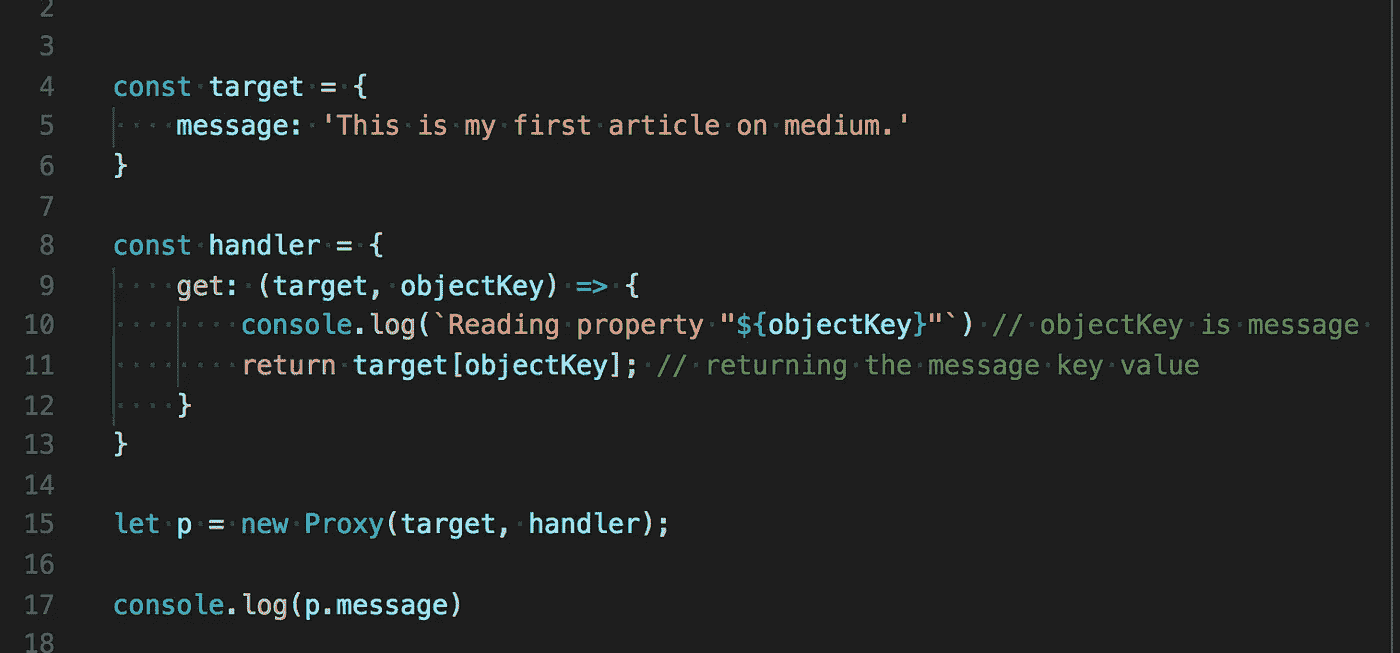 2
3
4 const target = {
5 message: 'This is my first article on medium.'
6 }
7
8 const handler = {
9 get: (target, objectKey) => {
10 console.log(`Reading property "${objectKey}"`) // objectKey is message
11 return target[objectKey]; // returning the message key value
12 }
13 }
14
15 let p = new Proxy(target, handler);
16
17 console.log(p.message)
18